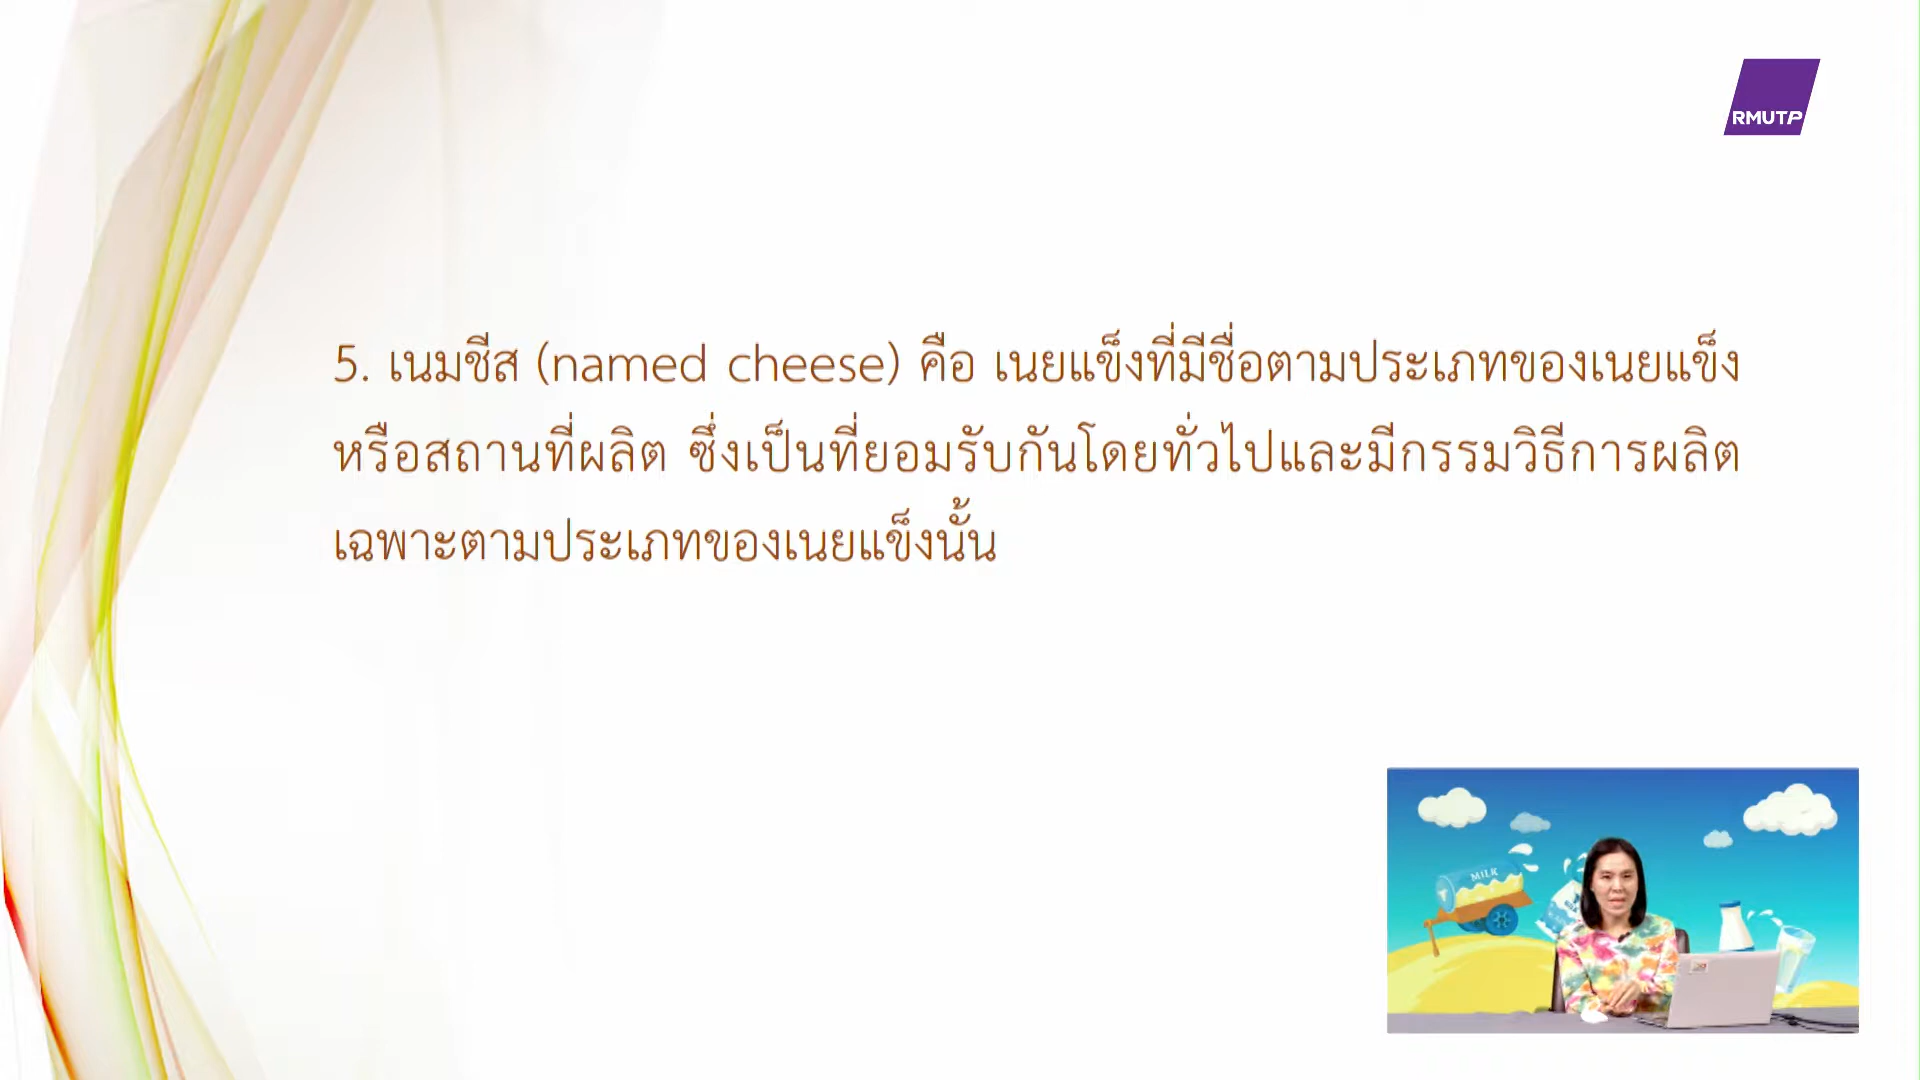 RMUTP
5. เนมชีส (named cheese) คือ เนยแข็งที่มีชื่อตามประเภทของเนยแข็ง
หรือสถานที่ผลิต ซึ่งเป็นที่ยอมรับกันโดยทั่วไปและมีกรรมวิธีการผลิต
เฉพาะตามประเภทของเนยแข็งนั้น
MILK